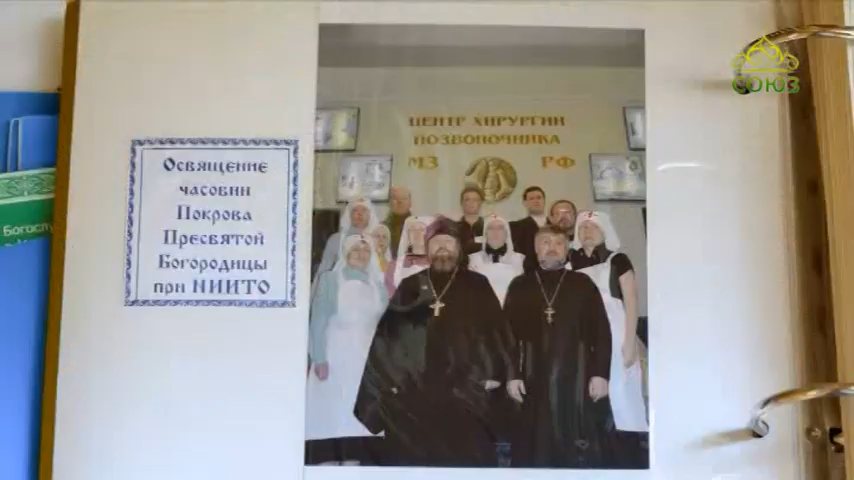 СОЮЗ
ЦЕНТР ХИРУРГИИ
ПОЗВОНОЧНИКА
МЗ РФ
Освящение
часовни
Покрова
Пресвятой
Богородицы
при НИИТО